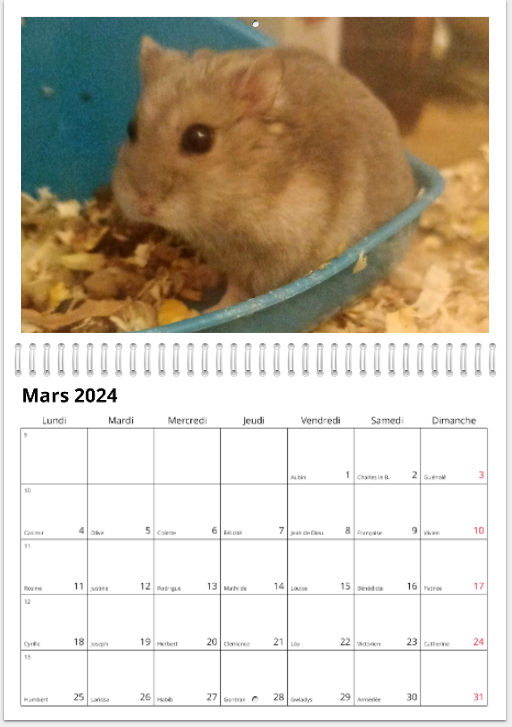 Mars 2024
Lundi Mardi Mercredi Jeudi Vendredi Samedi Dimanche
9
Aubin 1 Charles le B. 2 Guénolé 3
10
Casimir 4 Olive 5 Colette 6 Félicité 7 Jean de Dieu 8 Françoise 9 Vivien 10
11
Rosine 11 Justine 12 Rodrigue 13 Mathilde 14 Louise 15 Bénédicte 16 Patrice 17
12
Cyrille 18 Joseph 19 Herbert 20 Clémence 21 Léa 22 Victorien 23 Catherine 24
13
Humbert 25 Larissa 26 Habib 27 Gontran 28 Gwladys 29 Amédée 30 31